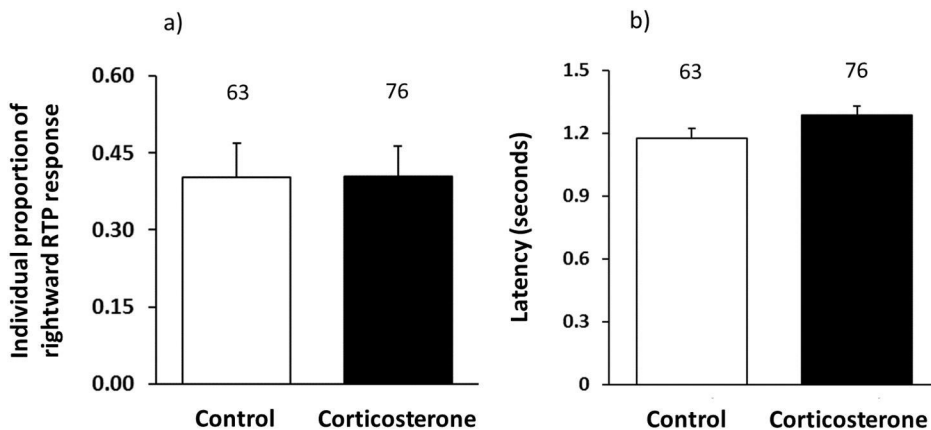 a)
Individual proportion of
rightward RTP response
0.60
0.45
0.30
0.15
0.00
63
76
Control
Corticosterone
b)
Latency (seconds)
1.5
1.2
0.9
0.6
0.3
0
63
76
Control
Corticosterone